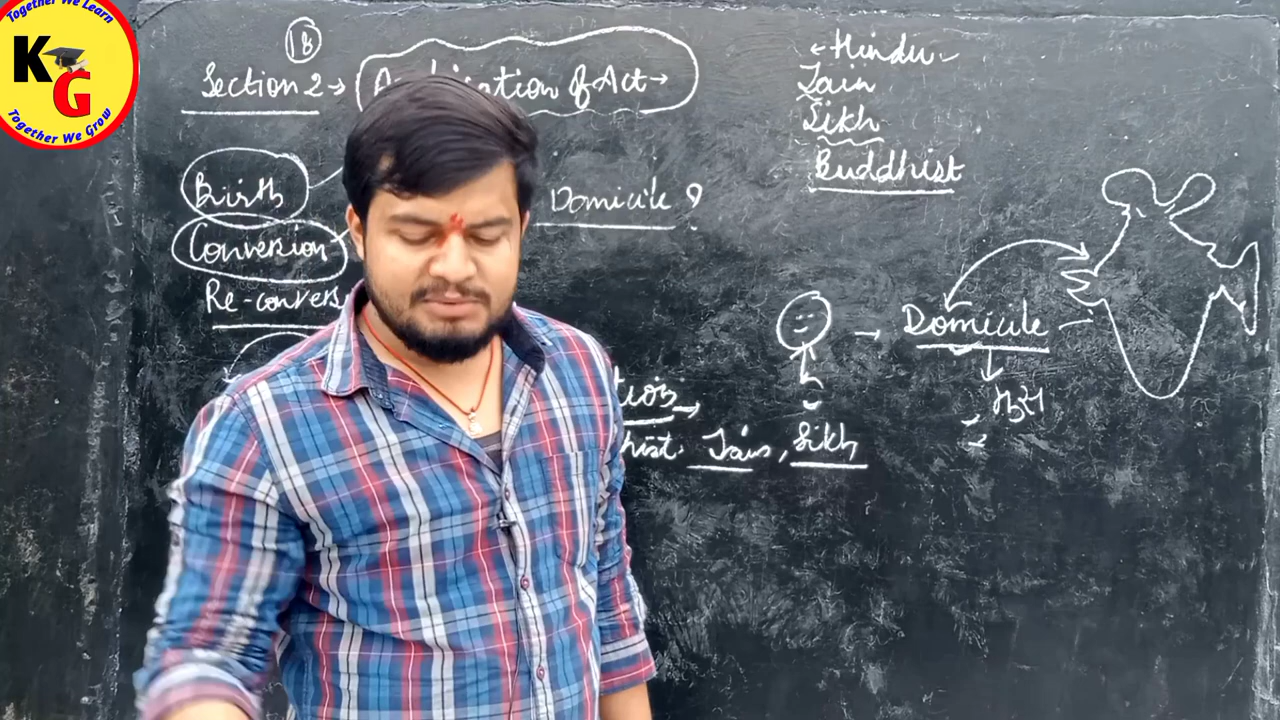 Together We Learn
KG
Together We Grow
18
Section 2 → Application of Act →
Birth
Conversion
Re-convers
Domicile ?
← Hindu
Jain
Sikh
Buddhist
→ Domicile
Jain, Sikh